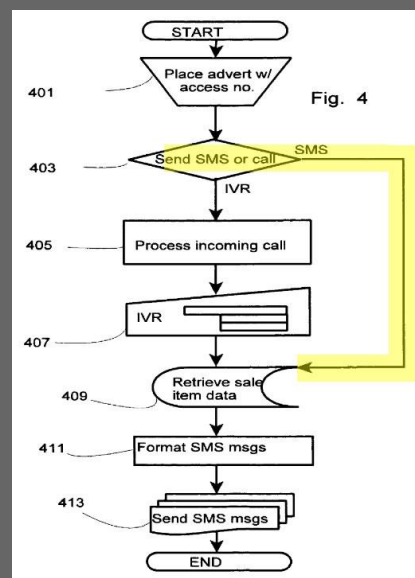 START
401
Place advert w/
access no.
Fig. 4
403
Send SMS or call
SMS
IVR
405
Process incoming call
407
IVR
409
Retrieve sale
item data
411
Format SMS msgs
413
Send SMS msgs
END